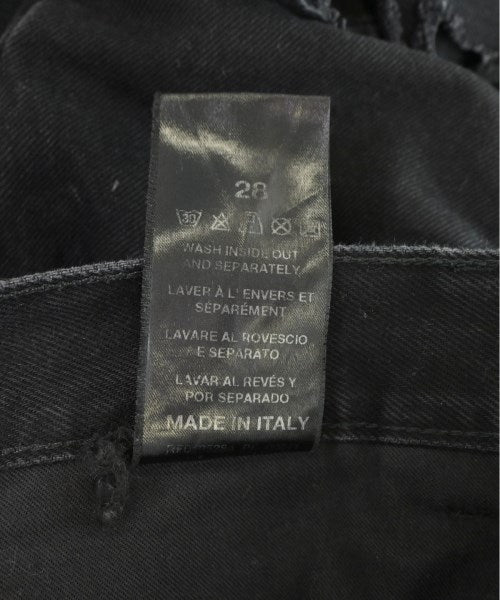 28
30
WASH INSIDE OUT
AND SEPARATELY
LAVER À L' ENVERS ET
SÉPARÉMENT
LAVARE AL ROVESCIO
E SEPARATO
LAVAR AL REVÉS Y
POR SEPARADO
MADE IN ITALY